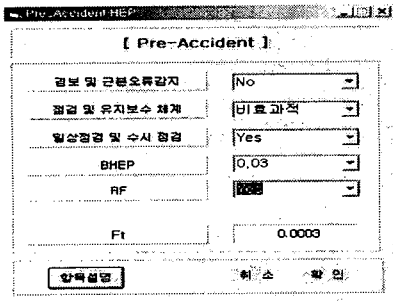 Pre-Accident HEP
[ Pre-Accident ]
경보 및 근본오류감지 No
점검 및 유지보수 체계 비효과적
일상점검 및 수시 점검 Yes
BHEP 0,03
RF
Ft 0.0003
항목설명 취 소 확 인